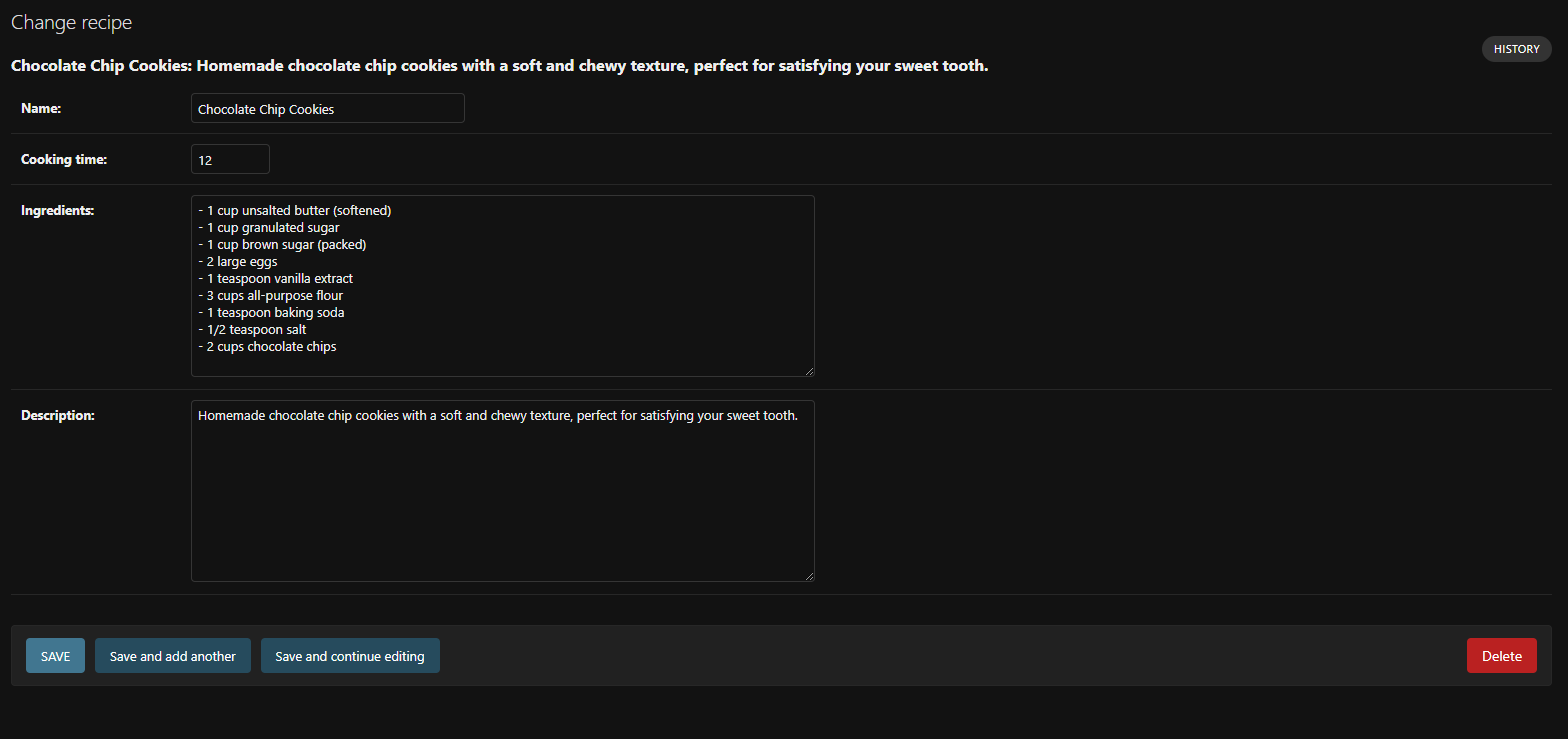 Change recipe
HISTORY
Chocolate Chip Cookies: Homemade chocolate chip cookies with a soft and chewy texture, perfect for satisfying your sweet tooth.
Name:
Chocolate Chip Cookies
Cooking time:
12
Ingredients:
- 1 cup unsalted butter (softened)
- 1 cup granulated sugar
- 1 cup brown sugar (packed)
- 2 large eggs
- 1 teaspoon vanilla extract
- 3 cups all-purpose flour
- 1 teaspoon baking soda
- 1/2 teaspoon salt
- 2 cups chocolate chips
Description:
Homemade chocolate chip cookies with a soft and chewy texture, perfect for satisfying your sweet tooth.
SAVE
Save and add another
Save and continue editing
Delete